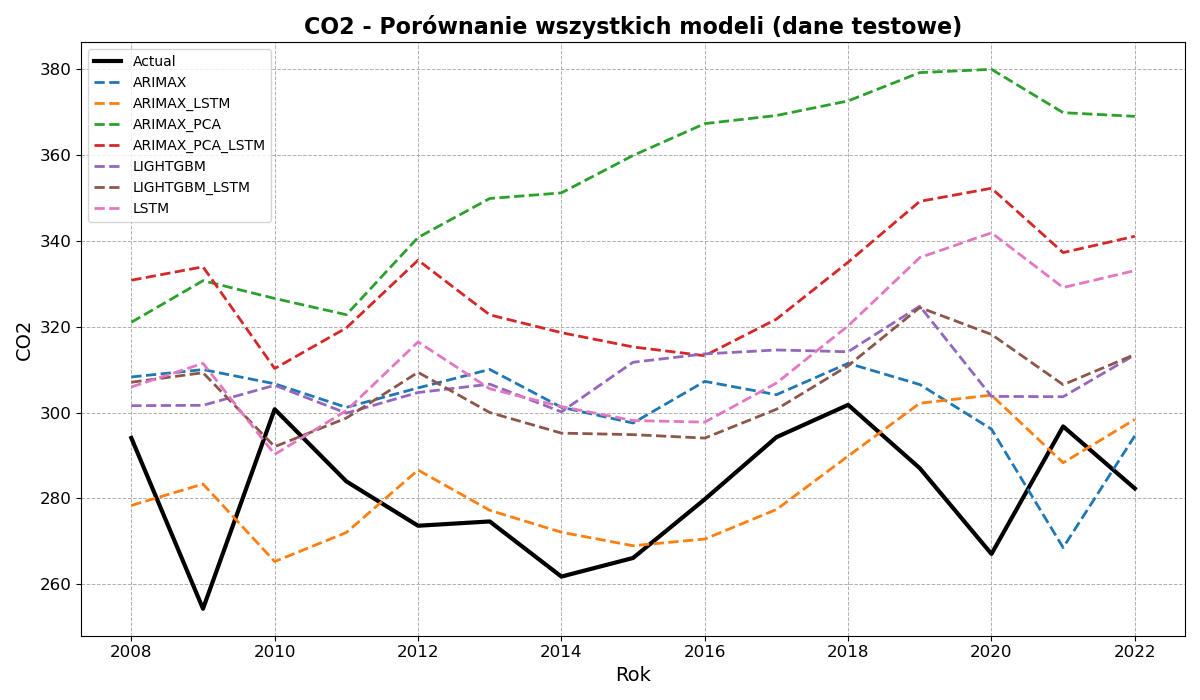 CO2 - Porównanie wszystkich modeli (dane testowe)
Actual
ARIMAX
ARIMAX_LSTM
ARIMAX_PCA
ARIMAX_PCA_LSTM
LIGHTGBM
LIGHTGBM_LSTM
LSTM
CO2
380
360
340
320
300
280
260
2008 2010 2012 2014 2016 2018 2020 2022
Rok